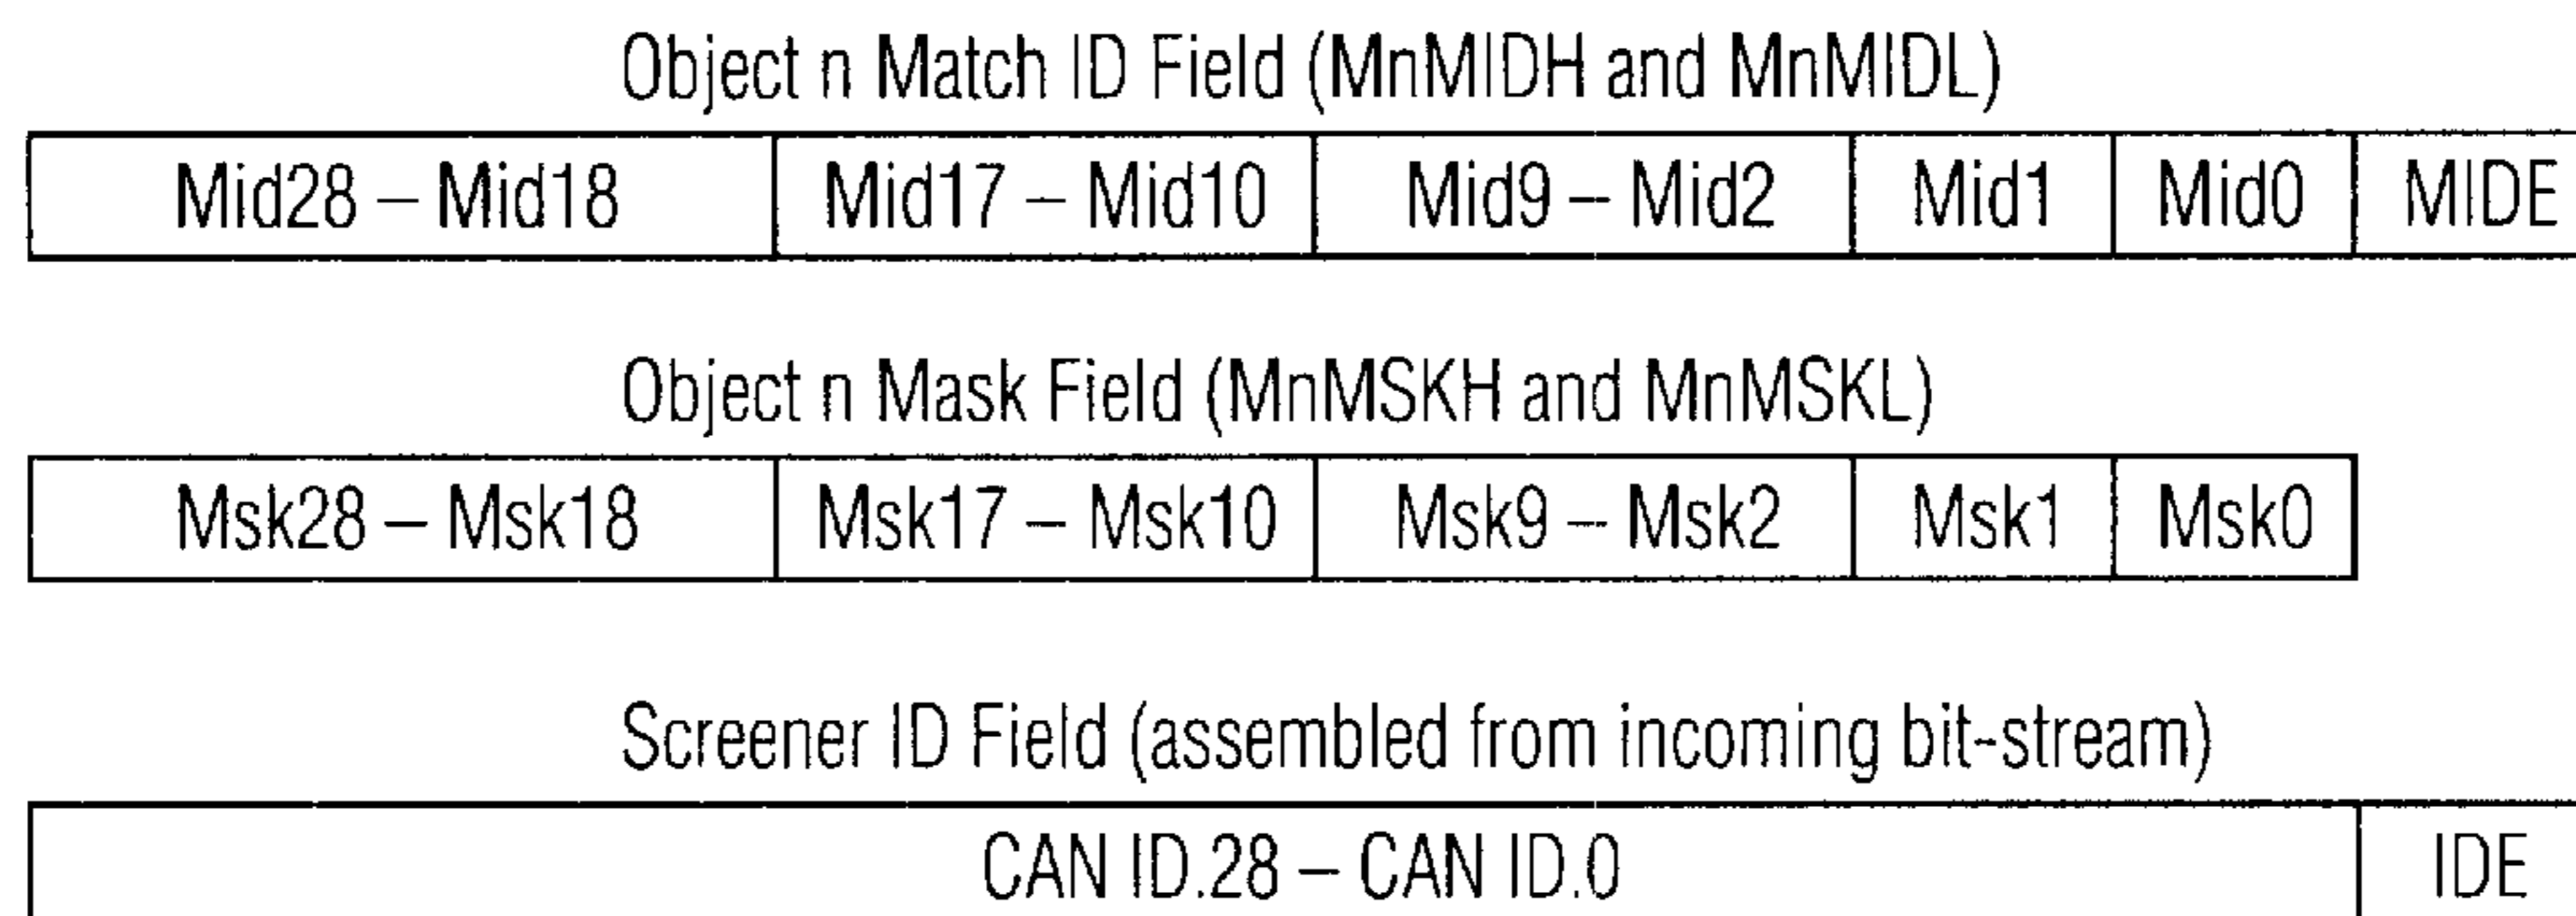 Object n Match ID Field (MnMIDH and MnMIDL)
Mid28 – Mid18 Mid17 – Mid10 Mid9 – Mid2 Mid1 Mid0 MIDE
Object n Mask Field (MnMSKH and MnMSKL)
Msk28 – Msk18 Msk17 – Msk10 Msk9 – Msk2 Msk1 Msk0
Screener ID Field (assembled from incoming bit-stream)
CAN ID.28 – CAN ID.0 IDE